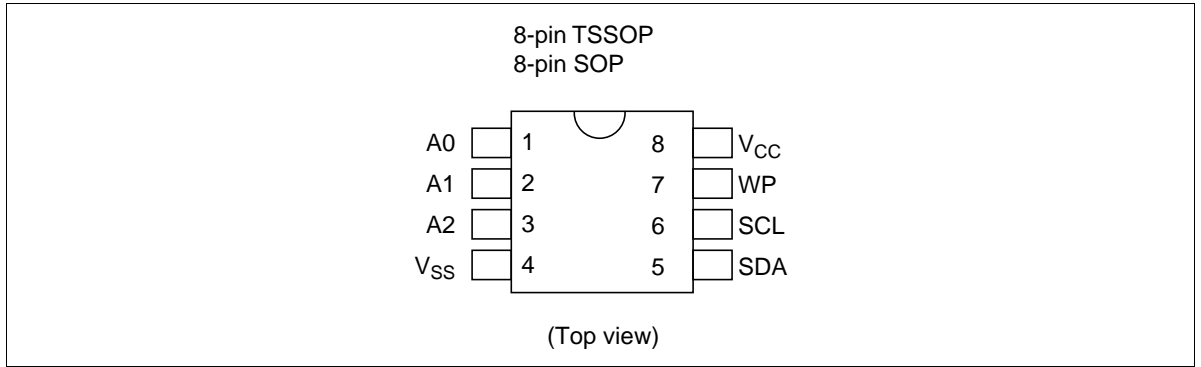 8-pin TSSOP
8-pin SOP
A0 1 8 VCC
A1 2 7 WP
A2 3 6 SCL
VSS 4 5 SDA
(Top view)